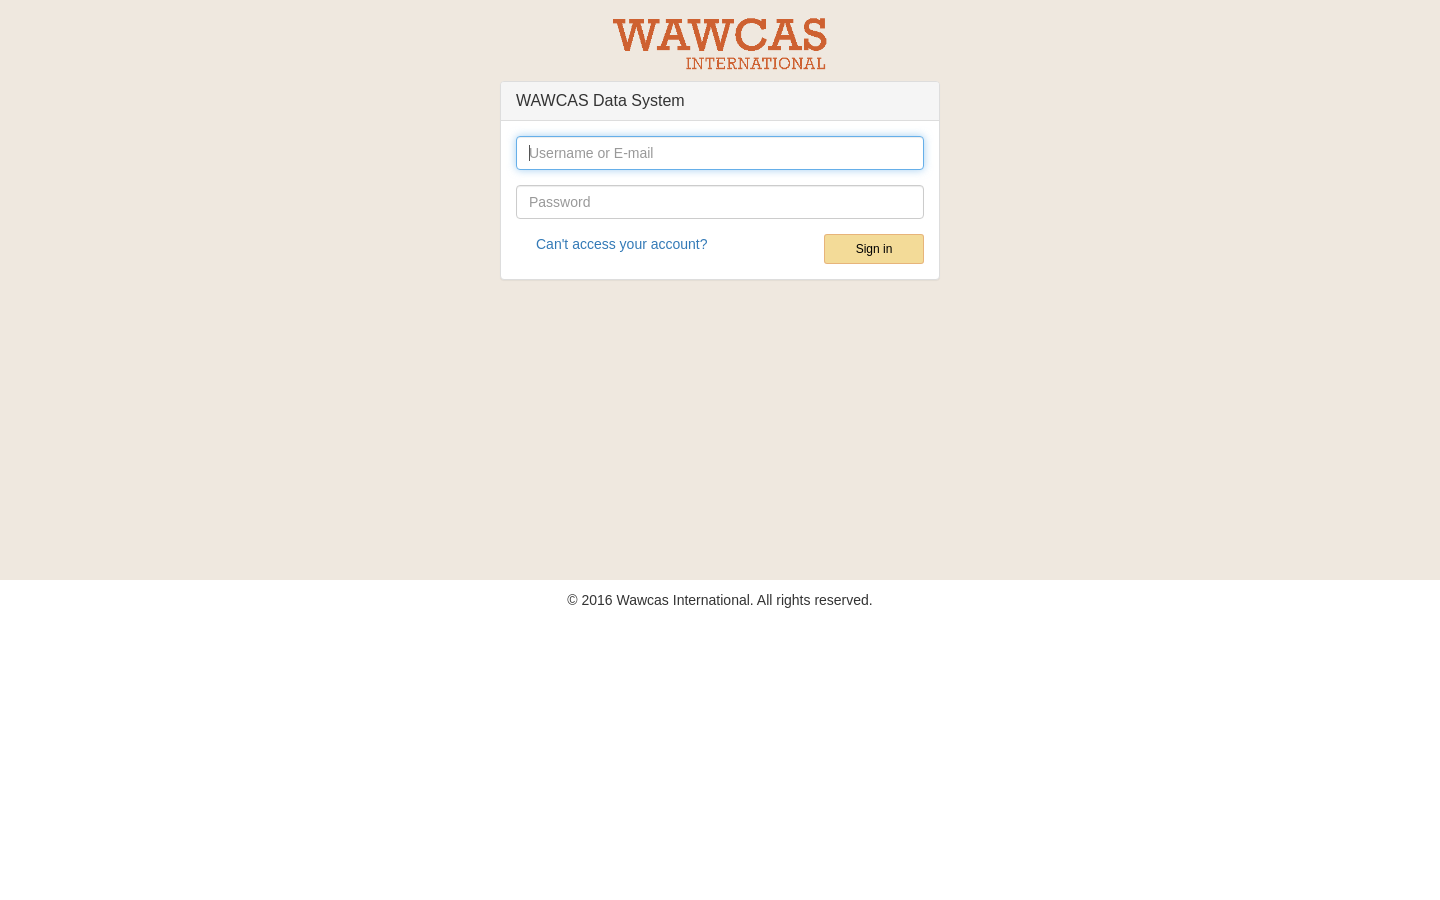 WAWCAS
INTERNATIONAL
WAWCAS Data System
Username or E-mail
Password
Can't access your account?
Sign in
© 2016 Wawcas International. All rights reserved.